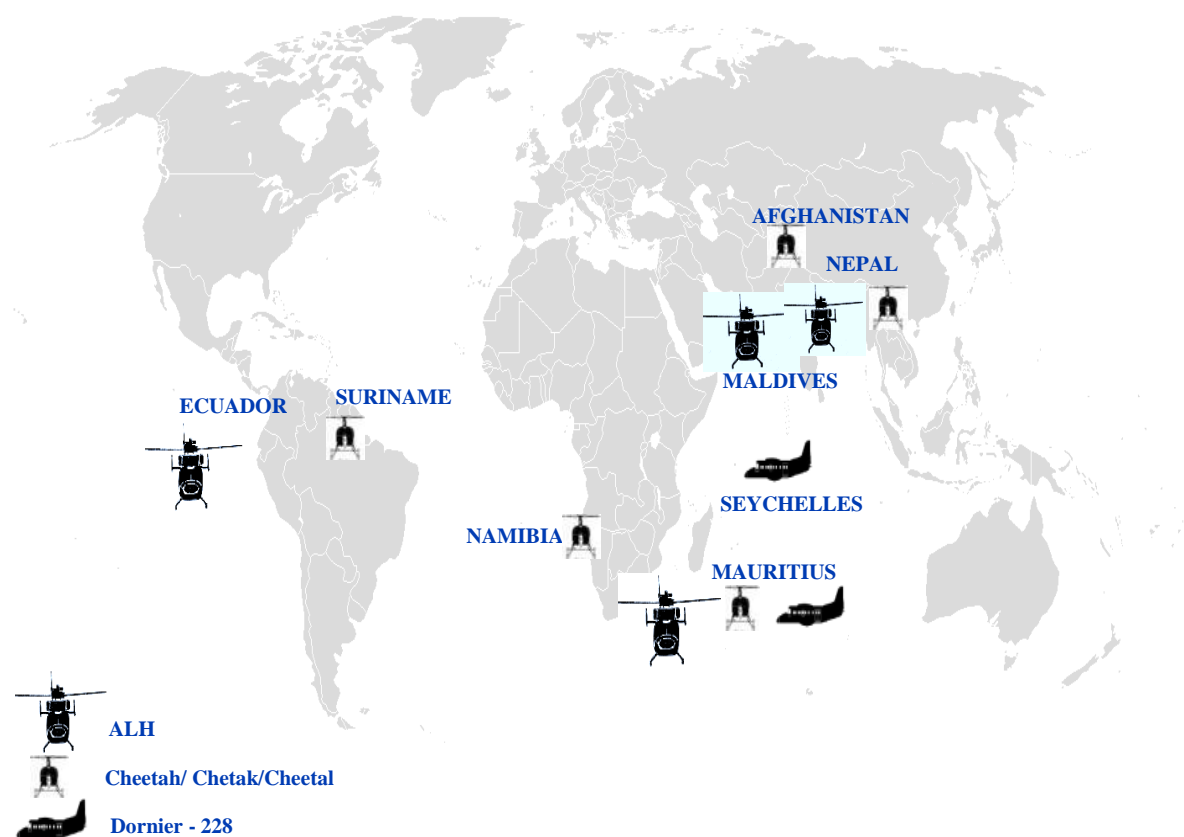 AFGHANISTAN
NEPAL
MALDIVES
ECUADOR
SURINAME
SEYCHELLES
NAMIBIA
MAURITIUS
ALH
Cheetah/ Chetak/Cheetal
Dornier - 228